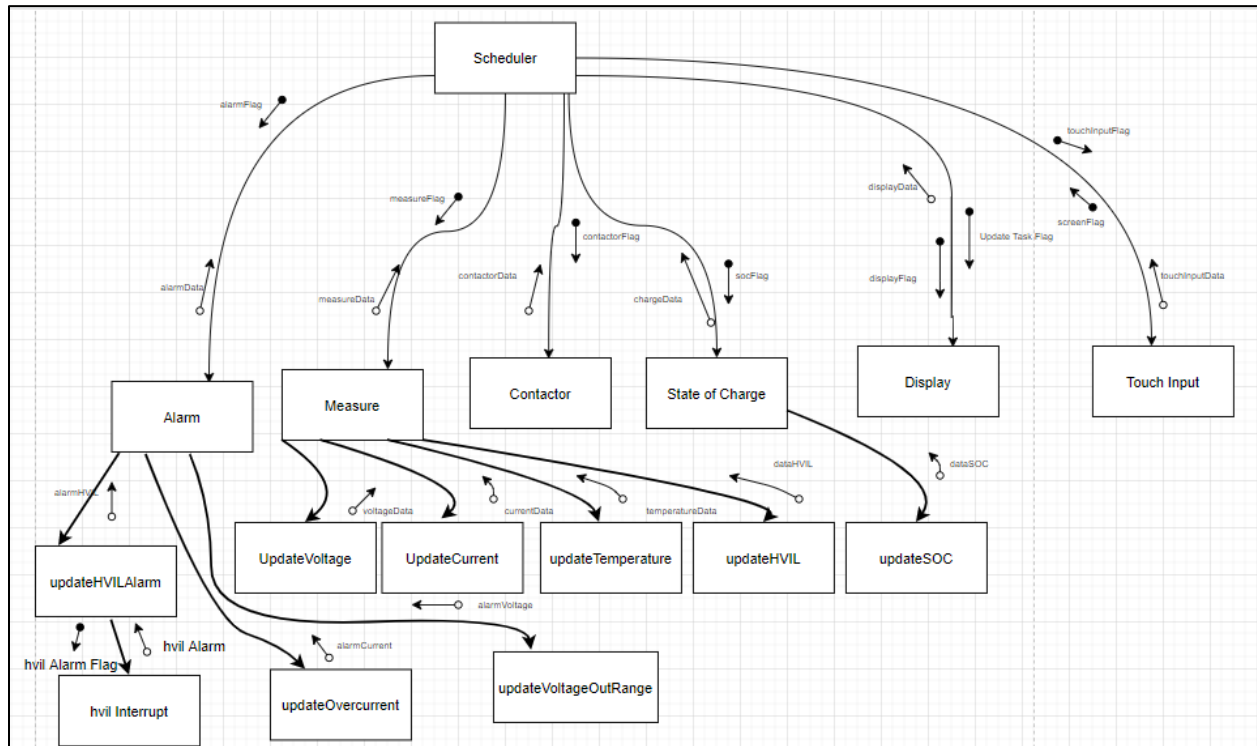 Scheduler
alarmFlag
touchInputFlag
measureFlag
displayData
screenFlag
contactorFlag
Update Task Flag
displayFlag
socFlag
contactorData
alarmData
measureData
chargeData
touchInputData
Alarm
Measure
Contactor
State of Charge
Display
Touch Input
dataHVIL
dataSOC
alarmHVIL
voltageData
currentData
temperatureData
UpdateVoltage
UpdateCurrent
updateTemperature
updateHVIL
updateSOC
updateHVILAlarm
alarmVoltage
hvil Alarm
alarmCurrent
hvil Alarm Flag
updateVoltageOutRange
hvil Interrupt
updateOvercurrent